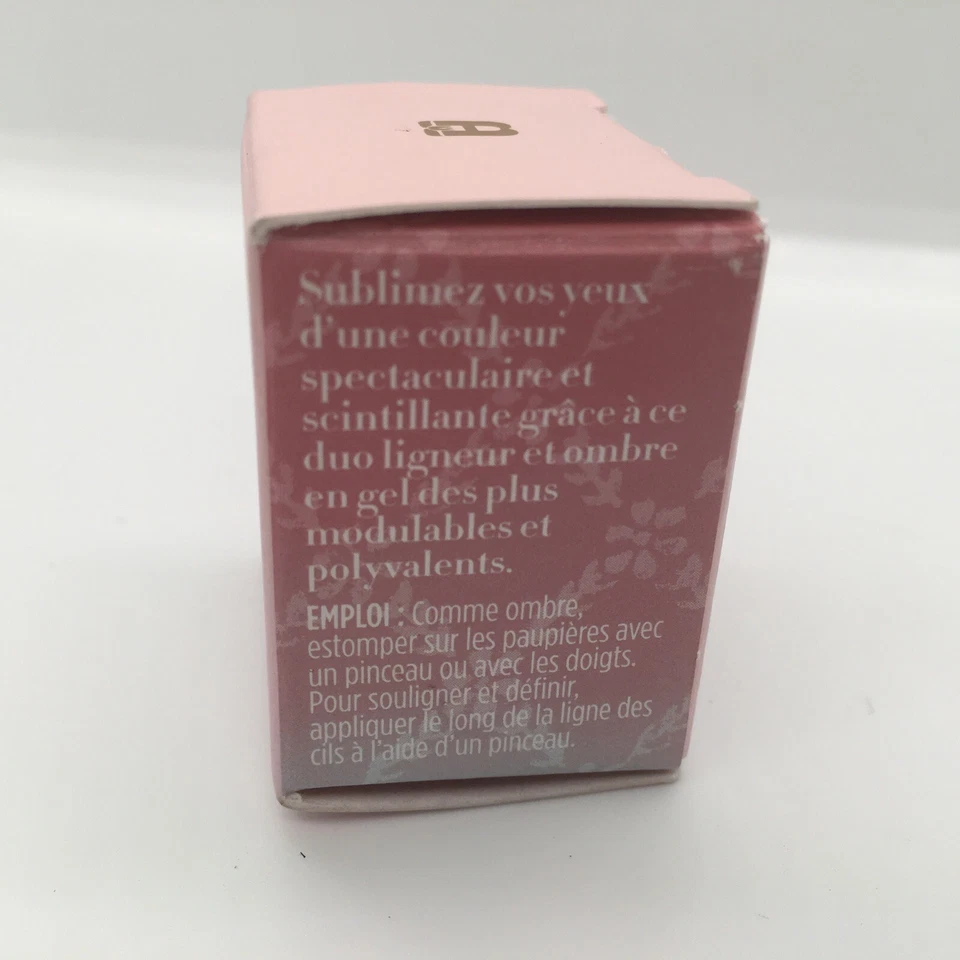 Sublimez vos yeux
d'une couleur
spectaculaire et
scintillante grâce à ce
duo ligneur et ombre
en gel des plus
modulables et
polyvalents.
EMPLOI : Comme ombre,
estomper sur les paupières avec
un pinceau ou avec les doigts.
Pour souligner et définir,
appliquer le long de la ligne des
cils à l'aide d'un pinceau.